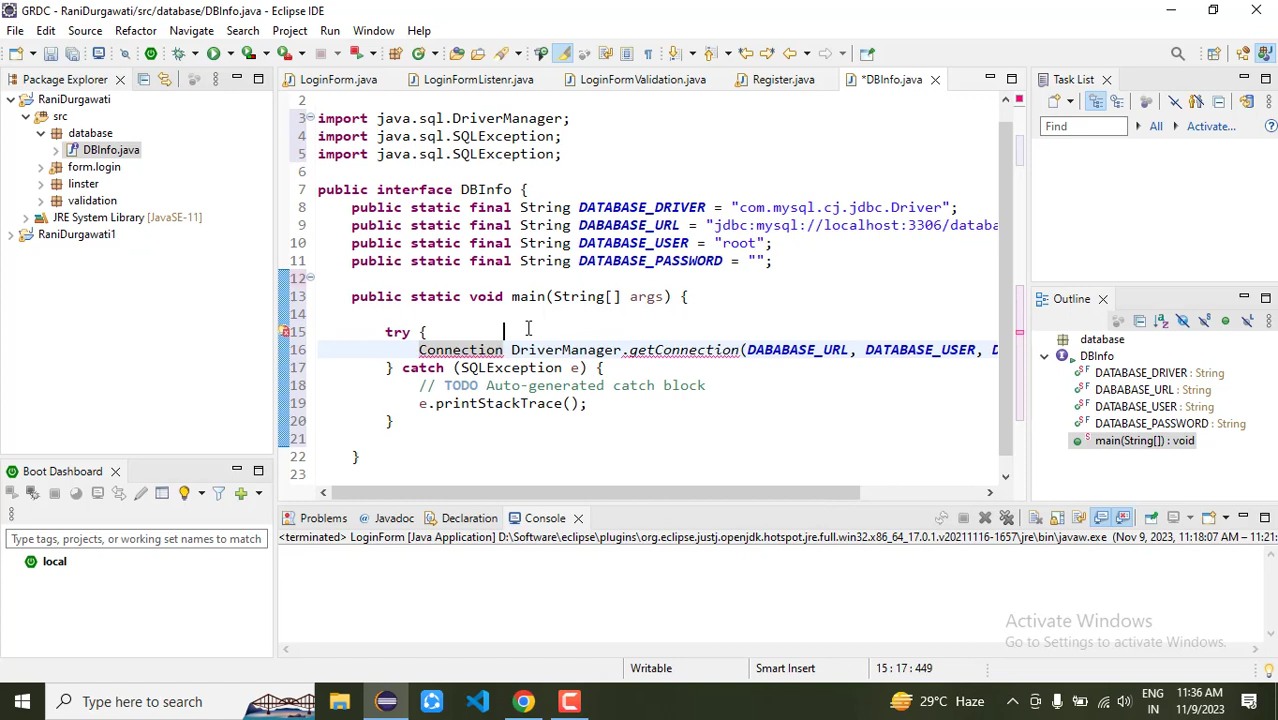 GRDC - RaniDurgawati/src/database/DBInfo.java - Eclipse IDE
File Edit Source Refactor Navigate Search Project Run Window Help
Package Explorer
RaniDurgawati
src
database
DBInfo.java
form.login
linster
validation
JRE System Library [JavaSE-11]
RaniDurgawati1
LoginForm.java LoginFormListenr.java LoginFormValidation.java Register.java *DBInfo.java
2
3 import java.sql.DriverManager;
4 import java.sql.SQLException;
5 import java.sql.SQLException;
6
7 public interface DBInfo {
8 public static final String DATABASE_DRIVER = "com.mysql.cj.jdbc.Driver";
9 public static final String DABABASE_URL = "jdbc:mysql://localhost:3306/databa
10 public static final String DATABASE_USER = "root";
11 public static final String DATABASE_PASSWORD = "";
12
13 public static void main(String[] args) {
14
15 try {
16 Connection DriverManager.getConnection(DABABASE_URL, DATABASE_USER, D
17 } catch (SQLException e) {
18 // TODO Auto-generated catch block
19 e.printStackTrace();
20 }
21
22 }
23
Task List
Find All Activate...
Outline
database
DBInfo
DATABASE_DRIVER : String
DABABASE_URL : String
DATABASE_USER : String
DATABASE_PASSWORD : String
main(String[]) : void
Boot Dashboard
Type tags, projects, or working set names to match
local
Problems Javadoc Declaration Console
<terminated> LoginForm [Java Application] D:\Software\eclipse\plugins\org.eclipse.justj.openjdk.hotspot.jre.full.win32.x86_64_17.0.1.v20211116-1657\jre\bin\javaw.exe (Nov 9, 2023, 11:18:07 AM – 11:21
Activate Windows
Go to Settings to activate Windows.
Writable Smart Insert 15 : 17 : 449
Type here to search
29°C Haze
ENG
IN
11:36 AM
11/9/2023